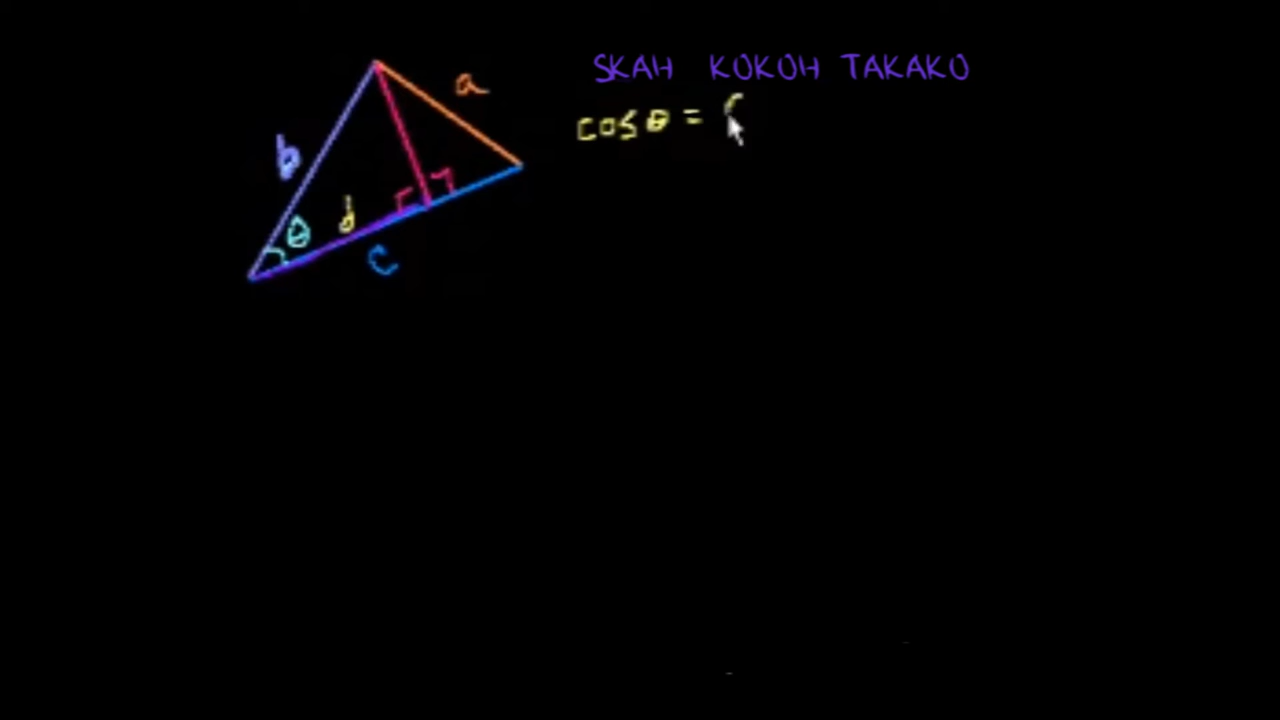 SKAH KOKOH TAKAKO
cos θ =
a
b
d
θ
c